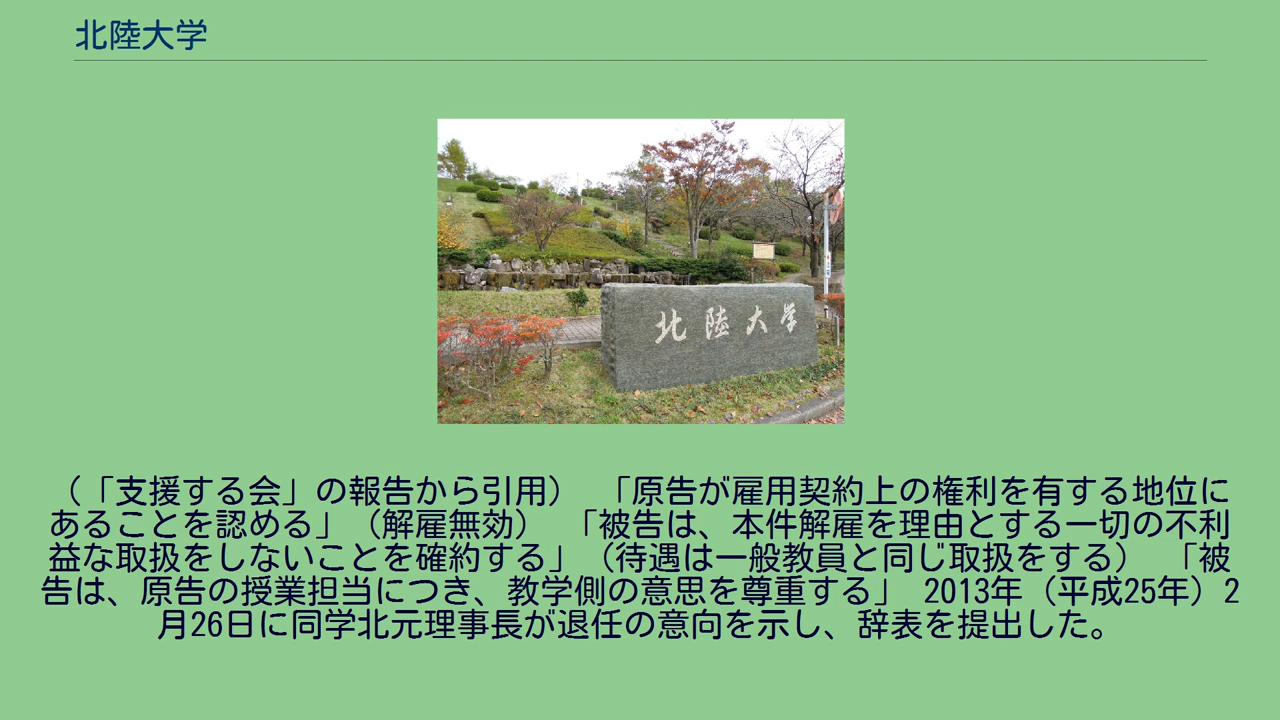 北陸大学
北陸大学
（「支援する会」の報告から引用）　「原告が雇用契約上の権利を有する地位に
あることを認める」（解雇無効）　「被告は、本件解雇を理由とする一切の不利
益な取扱をしないことを確約する」（待遇は一般教員と同じ取扱をする）　「被
告は、原告の授業担当につき、教学側の意思を尊重する」 2013年（平成25年）2
月26日に同学北元理事長が退任の意向を示し、辞表を提出した。